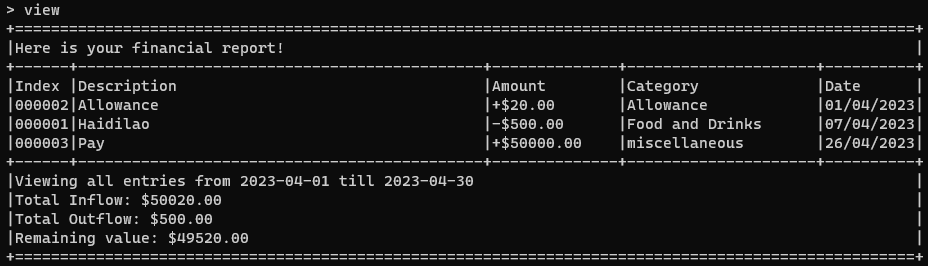 > view
+====================================================================================================+
|Here is your financial report!                                                                      |
+------+---------------------------------------------+--------------+---------------------+----------+
|Index |Description                                  |Amount        |Category             |Date      |
|000002|Allowance                                    |+$20.00       |Allowance            |01/04/2023|
|000001|Haidilao                                     |-$500.00      |Food and Drinks      |07/04/2023|
|000003|Pay                                          |+$50000.00    |miscellaneous        |26/04/2023|
+------+---------------------------------------------+--------------+---------------------+----------+
|Viewing all entries from 2023-04-01 till 2023-04-30                                                 |
|Total Inflow: $50020.00                                                                             |
|Total Outflow: $500.00                                                                              |
|Remaining value: $49520.00                                                                          |
+====================================================================================================+